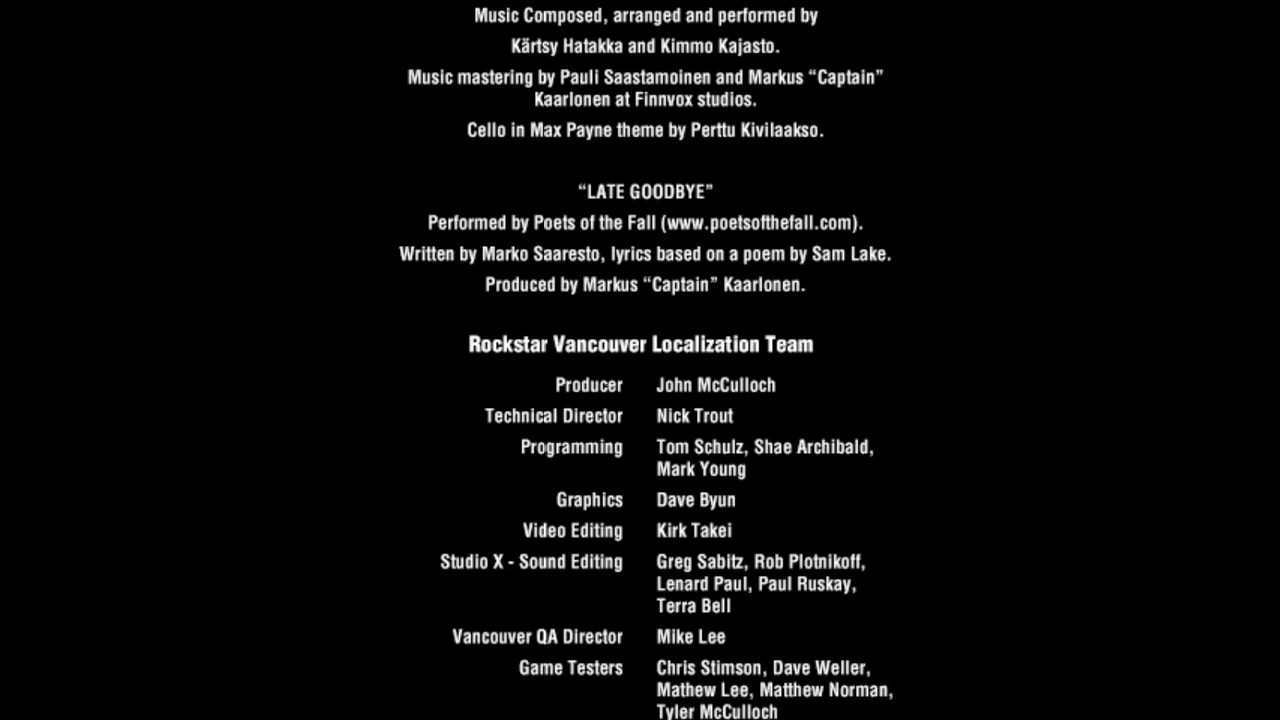 Music Composed, arranged and performed by
Kärtsy Hatakka and Kimmo Kajasto.
Music mastering by Pauli Saastamoinen and Markus “Captain”
Kaarlonen at Finnvox studios.
Cello in Max Payne theme by Perttu Kivilaakso.
“LATE GOODBYE”
Performed by Poets of the Fall (www.poetsofthefall.com).
Written by Marko Saaresto, lyrics based on a poem by Sam Lake.
Produced by Markus “Captain” Kaarlonen.
Rockstar Vancouver Localization Team
Producer John McCulloch
Technical Director Nick Trout
Programming Tom Schulz, Shae Archibald,
Mark Young
Graphics Dave Byun
Video Editing Kirk Takei
Studio X - Sound Editing Greg Sabitz, Rob Plotnikoff,
Lenard Paul, Paul Ruskay,
Terra Bell
Vancouver QA Director Mike Lee
Game Testers Chris Stimson, Dave Weller,
Mathew Lee, Matthew Norman,
Tyler McCulloch